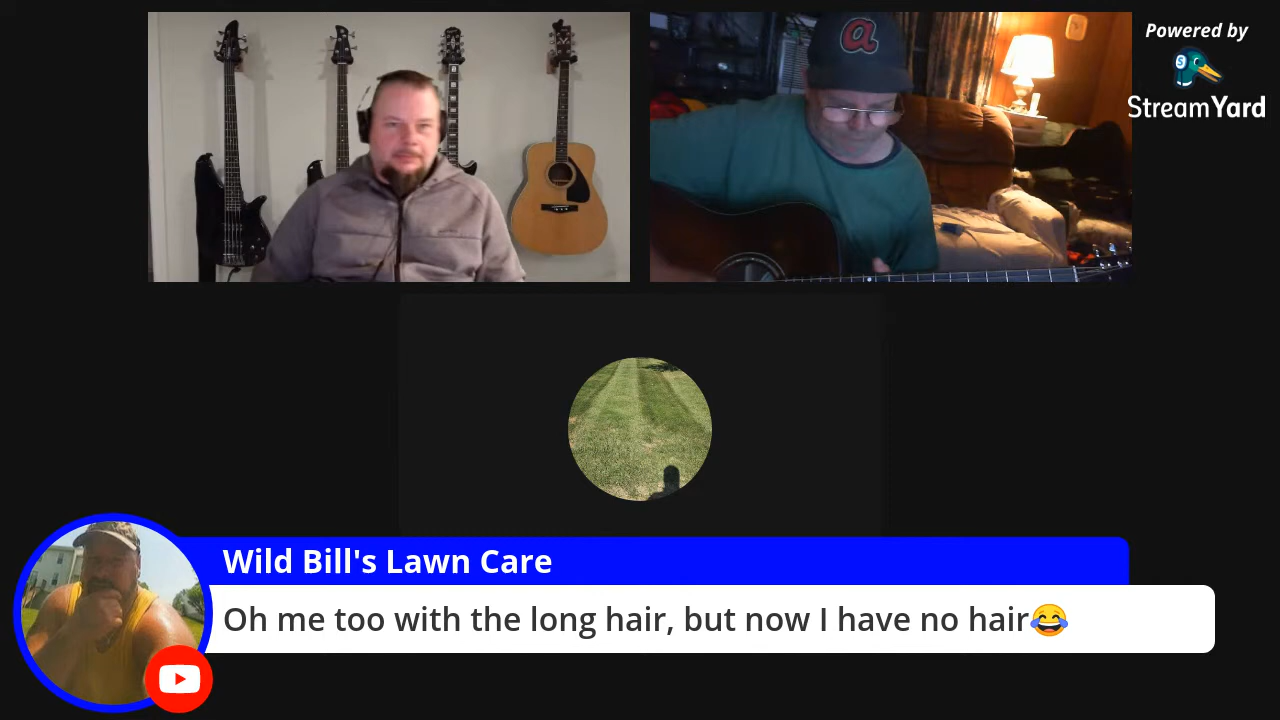 Powered by
StreamYard
Wild Bill's Lawn Care
Oh me too with the long hair, but now I have no hair😂